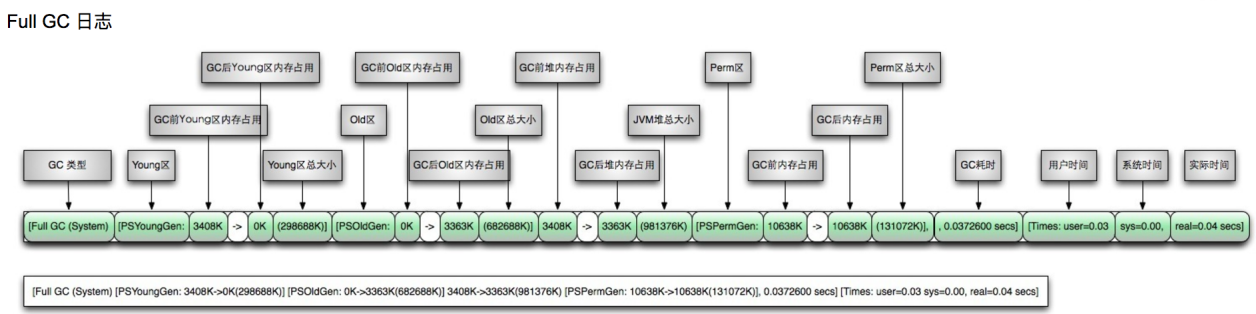 Full GC 日志
GC后Young区内存占用 GC前Old区内存占用 GC前堆内存占用 Perm区 Perm区总大小
GC前Young区内存占用 Old区 Old区总大小 JVM堆总大小 GC后内存占用
GC 类型 Young区 Young区总大小 GC后Old区内存占用 GC后堆内存占用 GC前内存占用 GC耗时 用户时间 系统时间 实际时间
[Full GC (System) [PSYoungGen: 3408K -> 0K (298688K)] [PSOldGen: 0K -> 3363K (682688K)] 3408K -> 3363K (981376K) [PSPermGen: 10638K -> 10638K (131072K)], , 0.0372600 secs] [Times: user=0.03 sys=0.00, real=0.04 secs]
[Full GC (System) [PSYoungGen: 3408K->0K(298688K)] [PSOldGen: 0K->3363K(682688K)] 3408K->3363K(981376K) [PSPermGen: 10638K->10638K(131072K)], 0.0372600 secs] [Times: user=0.03 sys=0.00, real=0.04 secs]